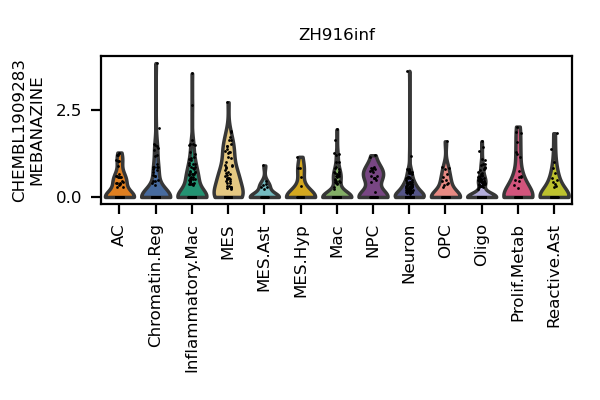 ZH916inf
CHEMBL1909283
MEBANAZINE
2.5
0.0
AC
Chromatin.Reg
Inflammatory.Mac
MES
MES.Ast
MES.Hyp
Mac
NPC
Neuron
OPC
Oligo
Prolif.Metab
Reactive.Ast